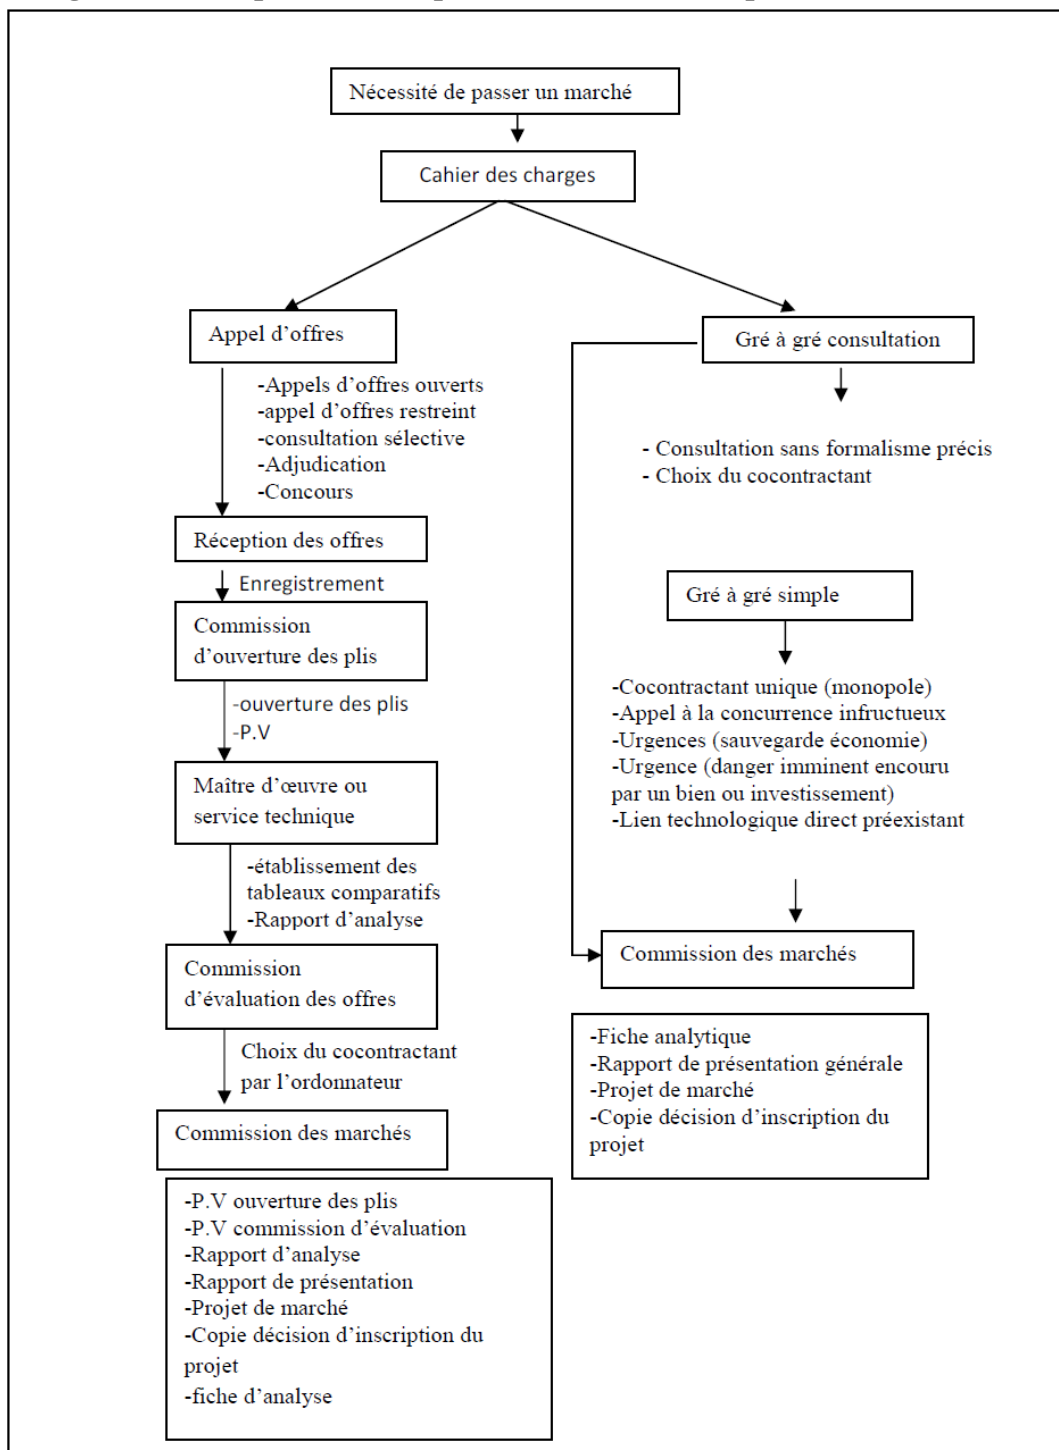 Nécessité de passer un marché
Cahier des charges
Appel d'offres
-Appels d'offres ouverts
-appel d'offres restreint
-consultation sélective
-Adjudication
-Concours
Réception des offres
Enregistrement
Commission
d'ouverture des plis
-ouverture des plis
-P.V
Maître d'œuvre ou
service technique
-établissement des
tableaux comparatifs
-Rapport d'analyse
Commission
d'évaluation des offres
Choix du cocontractant
par l'ordonnateur
Commission des marchés
-P.V ouverture des plis
-P.V commission d'évaluation
-Rapport d'analyse
-Rapport de présentation
-Projet de marché
-Copie décision d'inscription du
projet
-fiche d'analyse
Gré à gré consultation
- Consultation sans formalisme précis
- Choix du cocontractant
Gré à gré simple
-Cocontractant unique (monopole)
-Appel à la concurrence infructueux
-Urgences (sauvegarde économie)
-Urgence (danger imminent encouru
par un bien ou investissement)
-Lien technologique direct préexistant
Commission des marchés
-Fiche analytique
-Rapport de présentation générale
-Projet de marché
-Copie décision d'inscription du
projet